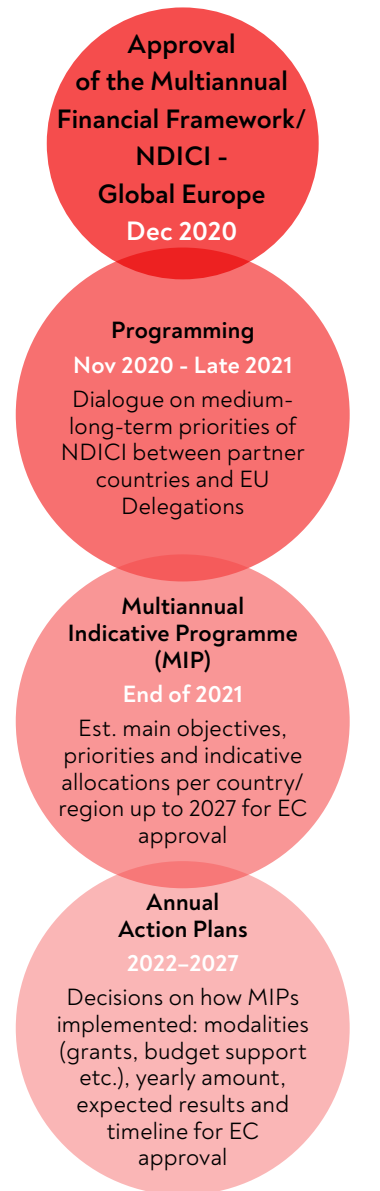 Approval
of the Multiannual
Financial Framework/
NDICI -
Global Europe
Dec 2020
Programming
Nov 2020 - Late 2021
Dialogue on medium-
long-term priorities of
NDICI between partner
countries and EU
Delegations
Multiannual
Indicative Programme
(MIP)
End of 2021
Est. main objectives,
priorities and indicative
allocations per country/
region up to 2027 for EC
approval
Annual
Action Plans
2022–2027
Decisions on how MIPs
implemented: modalities
(grants, budget support
etc.), yearly amount,
expected results and
timeline for EC
approval